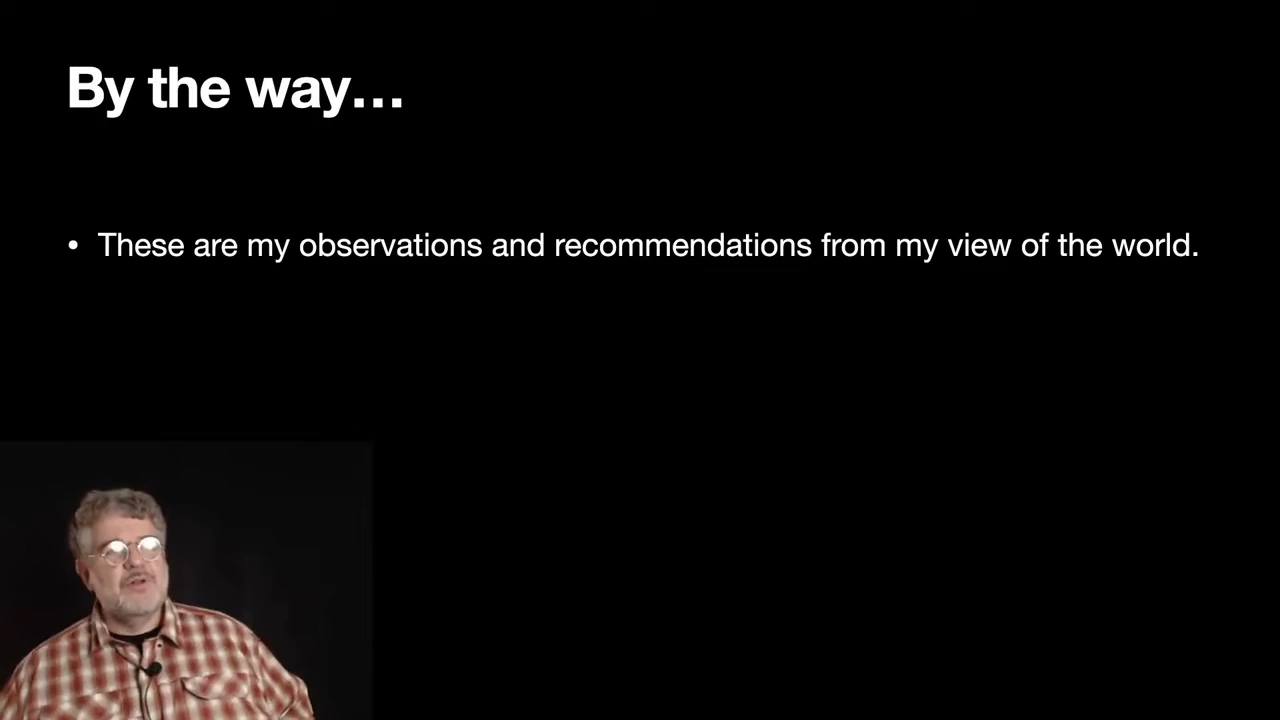 By the way…
• These are my observations and recommendations from my view of the world.